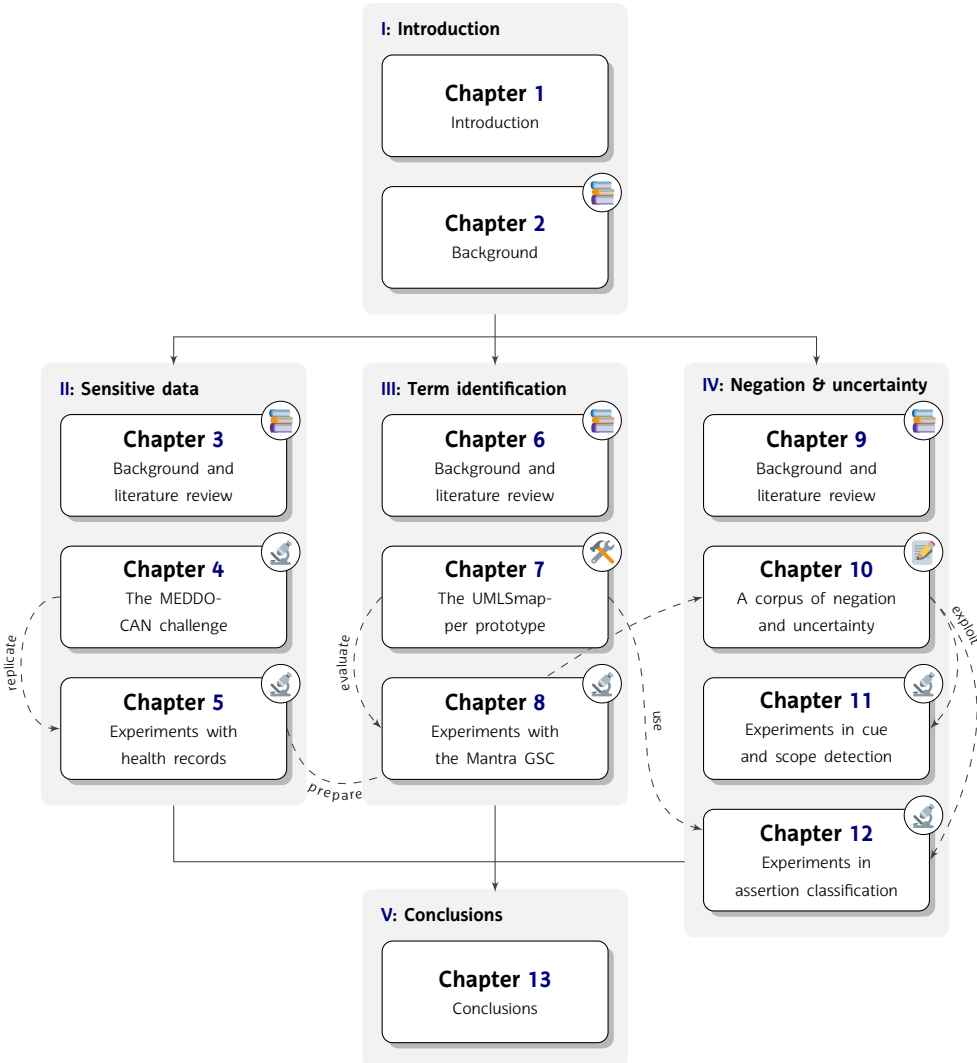 I: Introduction
Chapter 1
Introduction
Chapter 2
Background
II: Sensitive data
Chapter 3
Background and
literature review
Chapter 4
The MEDDO-
CAN challenge
replicate
Chapter 5
Experiments with
health records
prepare
III: Term identification
Chapter 6
Background and
literature review
Chapter 7
The UMLSmap-
per prototype
evaluate
Chapter 8
Experiments with
the Mantra GSC
use
IV: Negation & uncertainty
Chapter 9
Background and
literature review
Chapter 10
A corpus of negation
and uncertainty
exploit
Chapter 11
Experiments in cue
and scope detection
Chapter 12
Experiments in
assertion classification
V: Conclusions
Chapter 13
Conclusions